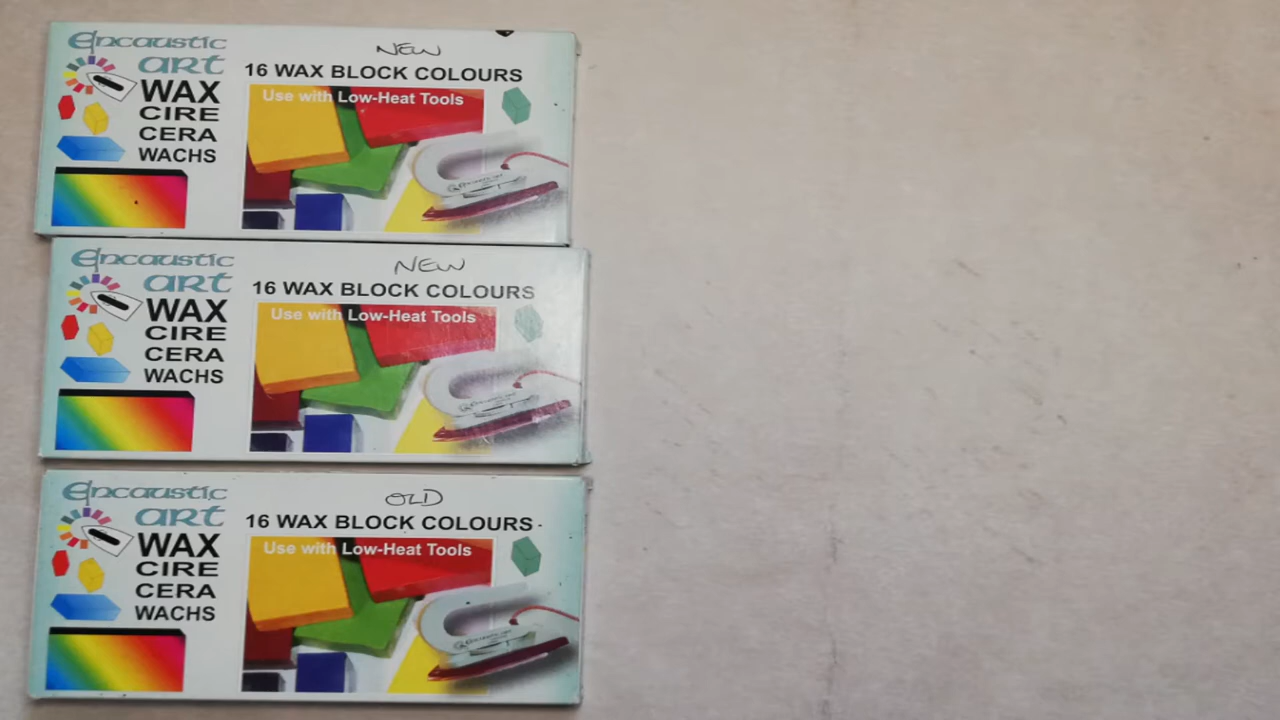 encaustic
art
WAX
CIRE
CERA
WACHS
NEW
16 WAX BLOCK COLOURS
Use with Low-Heat Tools
encaustic
art
WAX
CIRE
CERA
WACHS
NEW
16 WAX BLOCK COLOURS
Use with Low-Heat Tools
encaustic
art
WAX
CIRE
CERA
WACHS
OLD
16 WAX BLOCK COLOURS
Use with Low-Heat Tools